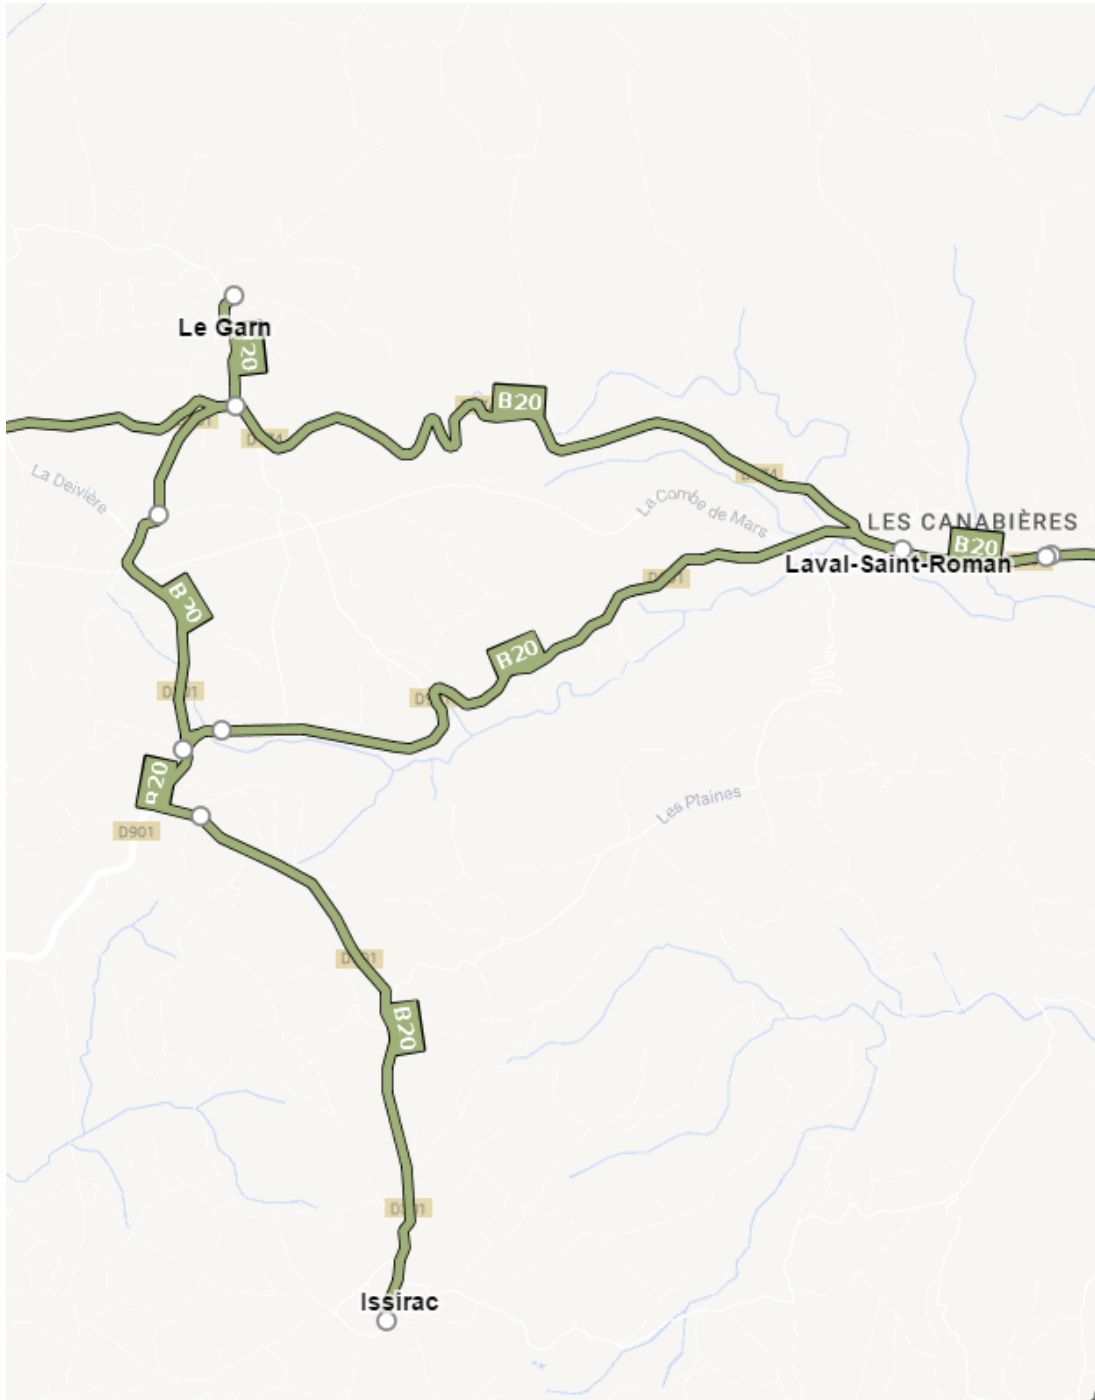 Le Garn
20
B20
La Deivière
La Combe de Mars
LES CANABIÈRES
B20
Laval-Saint-Roman
B20
B20
B20
Les Plaines
D901
B20
Issirac